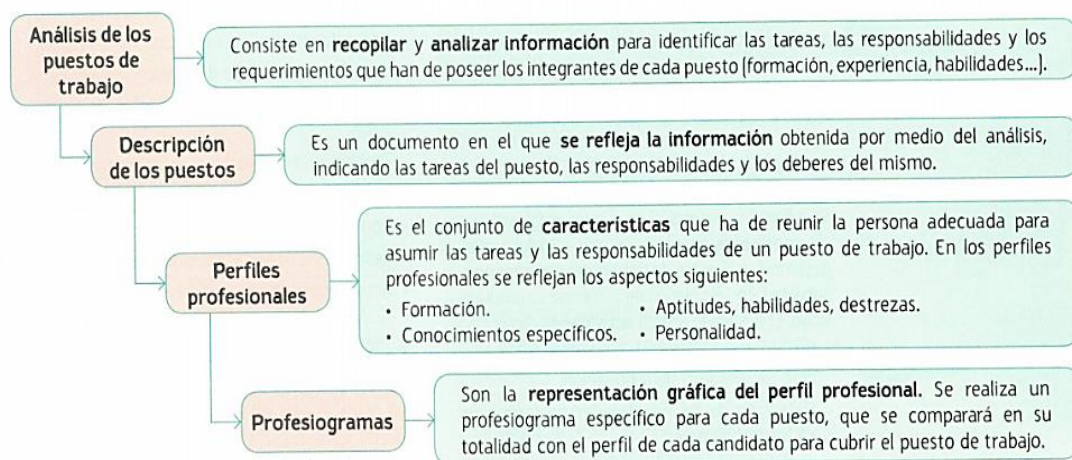 Análisis de los
puestos de
trabajo
Consiste en recopilar y analizar información para identificar las tareas, las responsabilidades y los
requerimientos que han de poseer los integrantes de cada puesto (formación, experiencia, habilidades...).
Descripción
de los puestos
Es un documento en el que se refleja la información obtenida por medio del análisis,
indicando las tareas del puesto, las responsabilidades y los deberes del mismo.
Perfiles
profesionales
Es el conjunto de características que ha de reunir la persona adecuada para
asumir las tareas y las responsabilidades de un puesto de trabajo. En los perfiles
profesionales se reflejan los aspectos siguientes:
• Formación.
• Conocimientos específicos.
• Aptitudes, habilidades, destrezas.
• Personalidad.
Profesiogramas
Son la representación gráfica del perfil profesional. Se realiza un
profesiograma específico para cada puesto, que se comparará en su
totalidad con el perfil de cada candidato para cubrir el puesto de trabajo.